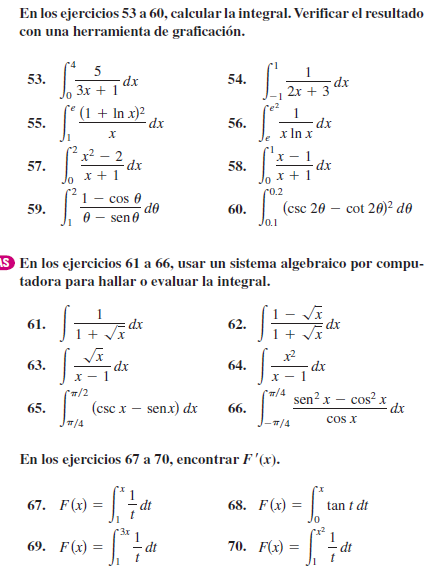 En los ejercicios 53 a 60, calcular la integral. Verificar el resultado
con una herramienta de graficación.
53. ∫₀⁴ 5/(3x + 1) dx
54. ∫₋₁¹ 1/(2x + 3) dx
55. ∫₁ᵉ (1 + ln x)²/x dx
56. ∫ₑ^(e²) 1/(x ln x) dx
57. ∫₀² (x² − 2)/(x + 1) dx
58. ∫₀¹ (x − 1)/(x + 1) dx
59. ∫₁² (1 − cos θ)/(θ − sen θ) dθ
60. ∫_(0.1)^(0.2) (csc 2θ − cot 2θ)² dθ
AS En los ejercicios 61 a 66, usar un sistema algebraico por compu-
tadora para hallar o evaluar la integral.
61. ∫ 1/(1 + √x) dx
62. ∫ (1 − √x)/(1 + √x) dx
63. ∫ √x/(x − 1) dx
64. ∫ x²/(x − 1) dx
65. ∫_(π/4)^(π/2) (csc x − senx) dx
66. ∫_(−π/4)^(π/4) (sen² x − cos² x)/cos x dx
En los ejercicios 67 a 70, encontrar F′(x).
67. F(x) = ∫₁ˣ 1/t dt
68. F(x) = ∫₀ˣ tan t dt
69. F(x) = ∫₁^(3x) 1/t dt
70. F(x) = ∫₁^(x²) 1/t dt